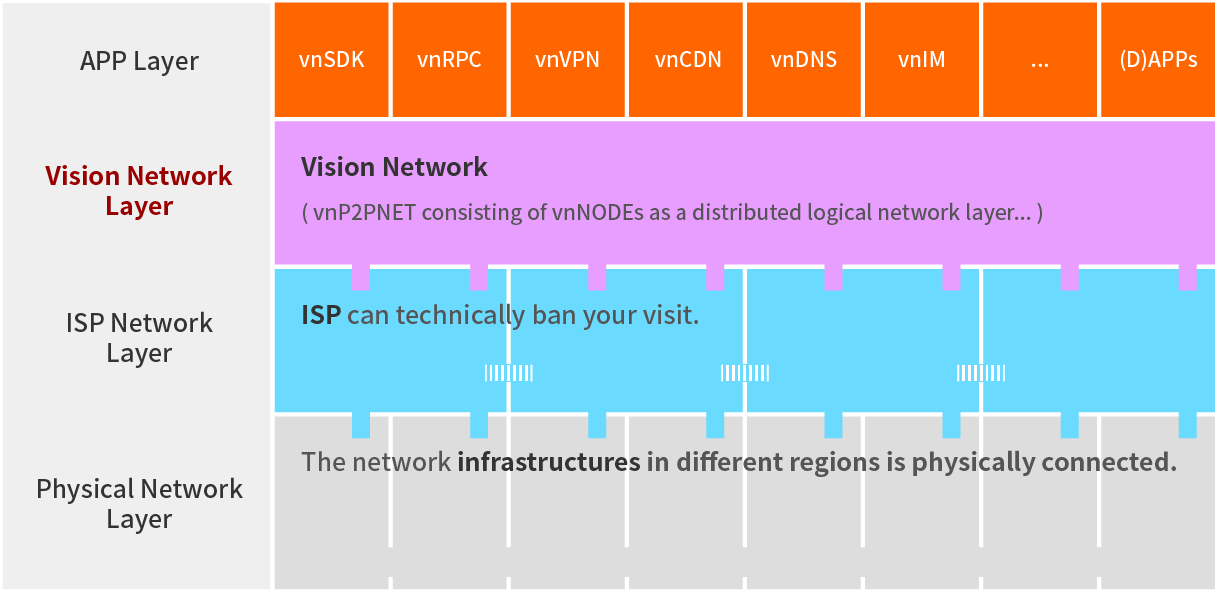 APP Layer
vnSDK
vnRPC
vnVPN
vnCDN
vnDNS
vnIM
...
(D)APPs
Vision Network
Layer
Vision Network
( vnP2PNET consisting of vnNODEs as a distributed logical network layer... )
ISP Network
Layer
ISP can technically ban your visit.
Physical Network
Layer
The network infrastructures in different regions is physically connected.